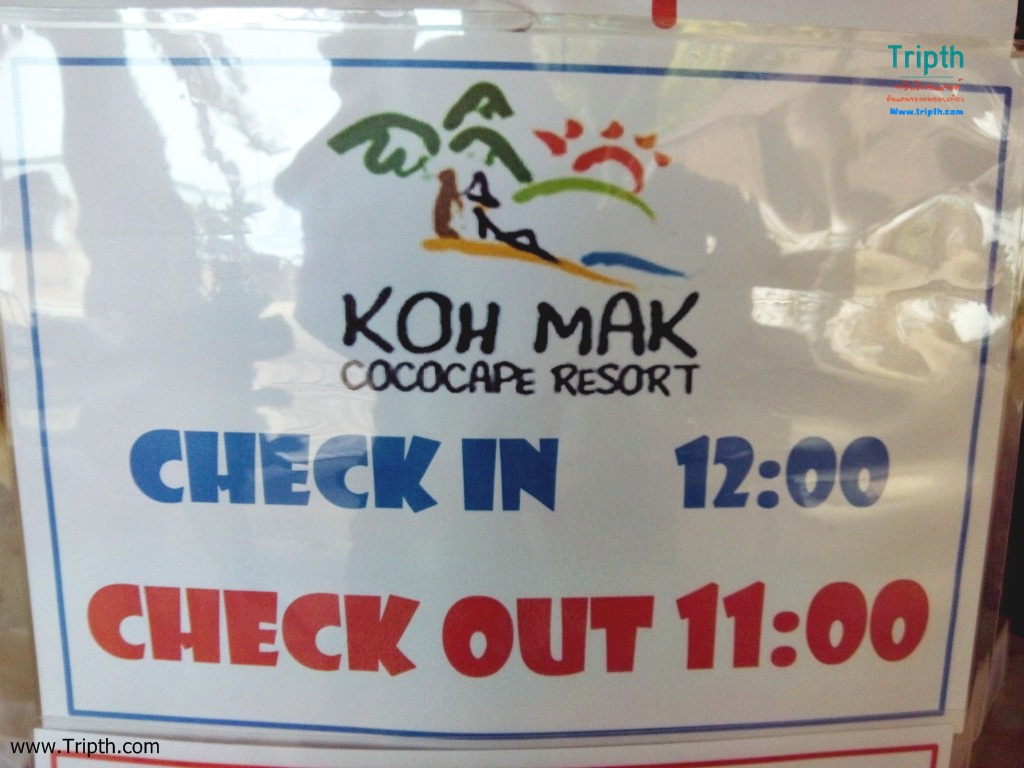 Tripth
www.tripth.com
KOH MAK
COCOCAPE RESORT
CHECK IN 12:00
CHECK OUT 11:00
www.Tripth.com